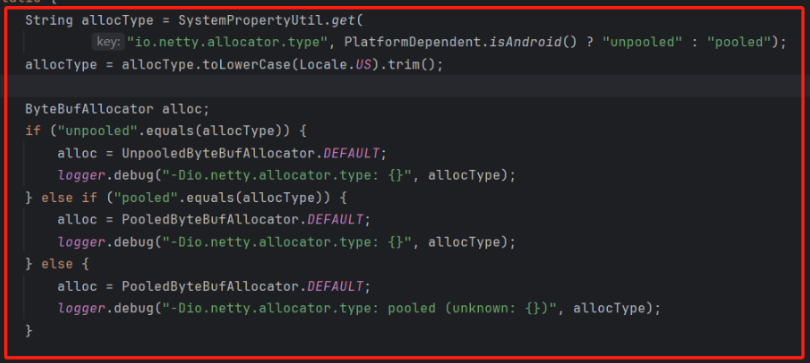 static {
String allocType = SystemPropertyUtil.get(
key: "io.netty.allocator.type", PlatformDependent.isAndroid() ? "unpooled" : "pooled");
allocType = allocType.toLowerCase(Locale.US).trim();
ByteBufAllocator alloc;
if ("unpooled".equals(allocType)) {
alloc = UnpooledByteBufAllocator.DEFAULT;
logger.debug("-Dio.netty.allocator.type: {}", allocType);
} else if ("pooled".equals(allocType)) {
alloc = PooledByteBufAllocator.DEFAULT;
logger.debug("-Dio.netty.allocator.type: {}", allocType);
} else {
alloc = PooledByteBufAllocator.DEFAULT;
logger.debug("-Dio.netty.allocator.type: pooled (unknown: {})", allocType);
}